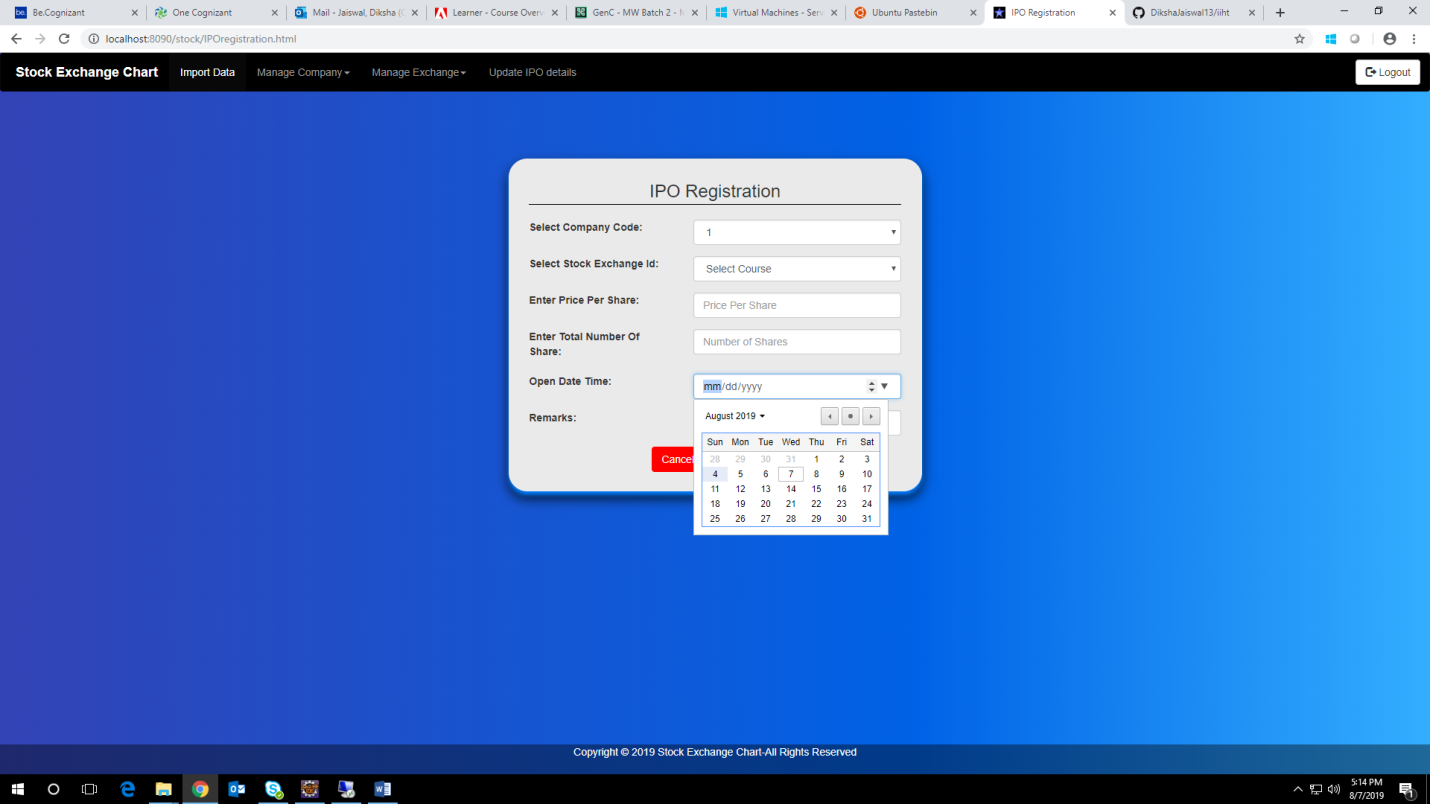 Be.Cognizant
One Cognizant
Mail - Jaiswal, Diksha (C
Learner - Course Overv
GenC - MW Batch 2 - M
Virtual Machines - Serv
Ubuntu Pastebin
IPO Registration
DikshaJaiswal13/iiht
localhost:8090/stock/IPOregistration.html
Stock Exchange Chart Import Data Manage Company Manage Exchange Update IPO details Logout
IPO Registration
Select Company Code: 1
Select Stock Exchange Id: Select Course
Enter Price Per Share: Price Per Share
Enter Total Number Of Number of Shares
Share:
Open Date Time: mm/dd/yyyy
Remarks:
August 2019
Sun Mon Tue Wed Thu Fri Sat
28 29 30 31 1 2 3
4 5 6 7 8 9 10
11 12 13 14 15 16 17
18 19 20 21 22 23 24
25 26 27 28 29 30 31
Cancel
Copyright © 2019 Stock Exchange Chart-All Rights Reserved
5:14 PM
8/7/2019